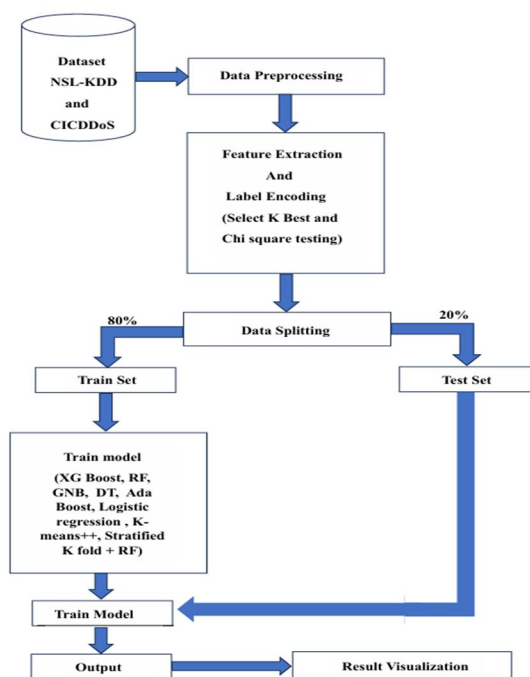 Dataset
NSL-KDD
and
CICDDoS
Data Preprocessing
Feature Extraction
And
Label Encoding
(Select K Best and
Chi square testing)
80%
20%
Data Splitting
Train Set
Test Set
Train model
(XG Boost, RF,
GNB, DT, Ada
Boost, Logistic
regression , K-
means++, Stratified
K fold + RF)
Train Model
Output
Result Visualization